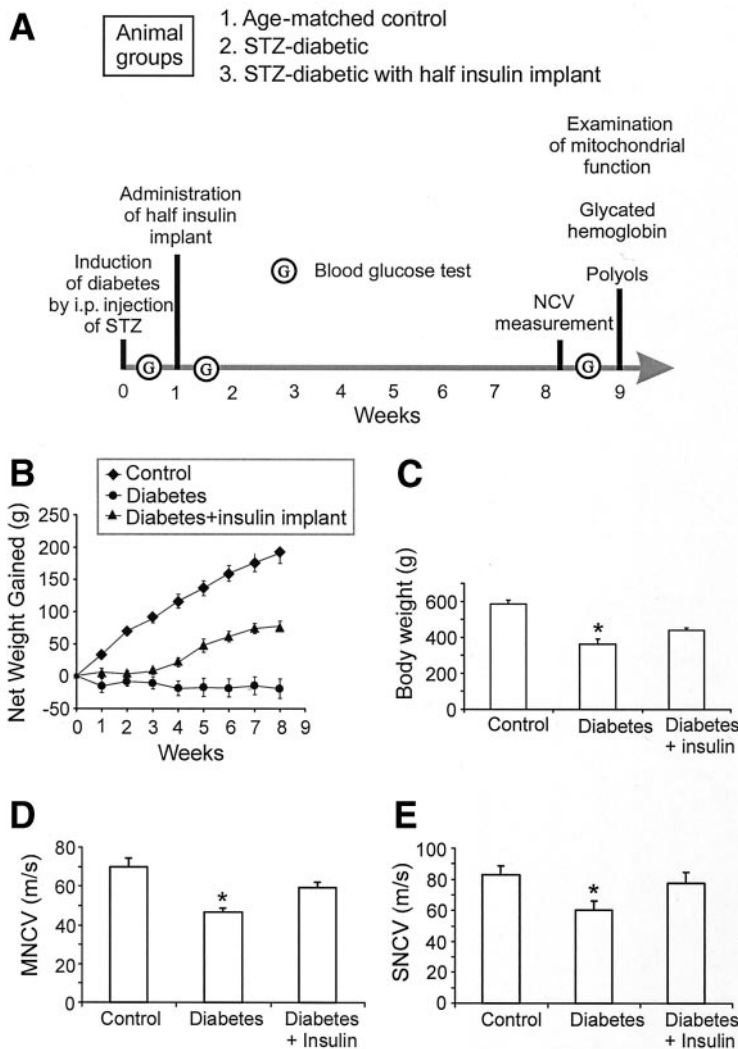 A
Animal
groups
1. Age-matched control
2. STZ-diabetic
3. STZ-diabetic with half insulin implant
Induction
of diabetes
by i.p. injection
of STZ
Administration
of half insulin
implant
G Blood glucose test
NCV
measurement
Examination
of mitochondrial
function
Glycated
hemoglobin
Polyols
G G G
0 1 2 3 4 5 6 7 8 9
Weeks
B
Control
Diabetes
Diabetes+insulin implant
Net Weight Gained (g)
250
200
150
100
50
0
-50
0 1 2 3 4 5 6 7 8 9
Weeks
C
Body weight (g)
600
400
200
0
*
Control Diabetes Diabetes
+ insulin
D
MNCV (m/s)
80
60
40
20
0
*
Control Diabetes Diabetes
+ Insulin
E
SNCV (m/s)
100
80
60
40
20
0
*
Control Diabetes Diabetes
+ Insulin